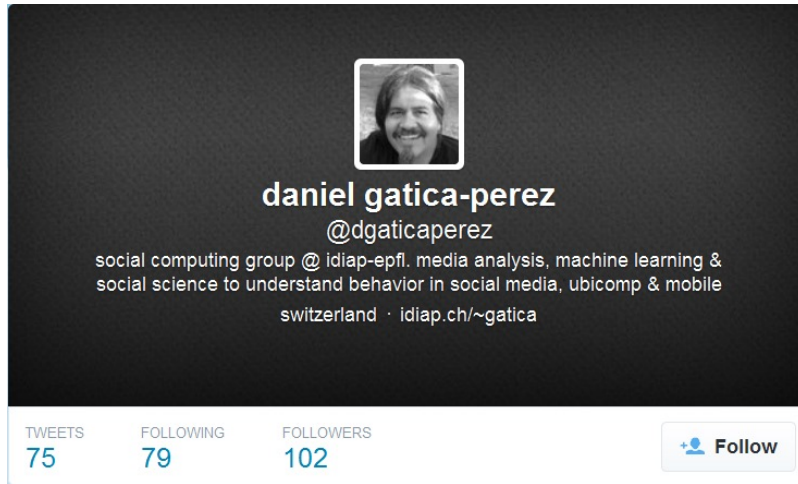 daniel gatica-perez
@dgaticaperez
social computing group @ idiap-epfl. media analysis, machine learning &
social science to understand behavior in social media, ubicomp & mobile
switzerland · idiap.ch/~gatica
TWEETS FOLLOWING FOLLOWERS
75 79 102
Follow